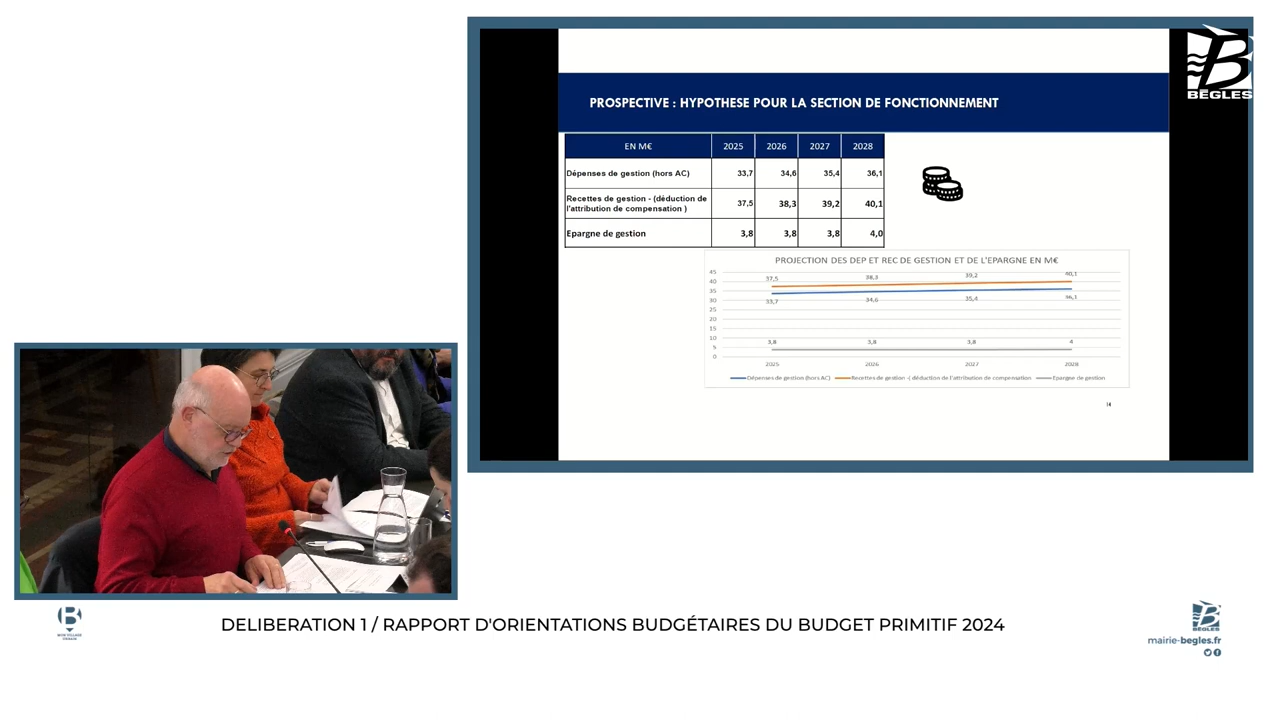 BEGLES
PROSPECTIVE : HYPOTHESE POUR LA SECTION DE FONCTIONNEMENT
EN M€ 2025 2026 2027 2028
Dépenses de gestion (hors AC) 33,7 34,6 35,4 36,1
Recettes de gestion - (déduction de
l'attribution de compensation ) 37,5 38,3 39,2 40,1
Epargne de gestion 3,8 3,8 3,8 4,0
PROJECTION DES DEP ET REC DE GESTION ET DE L'EPARGNE EN M€
45
40
35
30
25
20
15
10
5
0
37,5 38,3 39,2 40,1
33,7 34,6 35,4 36,1
3,8 3,8 3,8 4
2025 2026 2027 2028
Dépenses de gestion (hors AC) Recettes de gestion -( déduction de l'attribution de compensation Epargne de gestion
14
DELIBERATION 1 / RAPPORT D'ORIENTATIONS BUDGÉTAIRES DU BUDGET PRIMITIF 2024
B
BEGLES
mairie-begles.fr